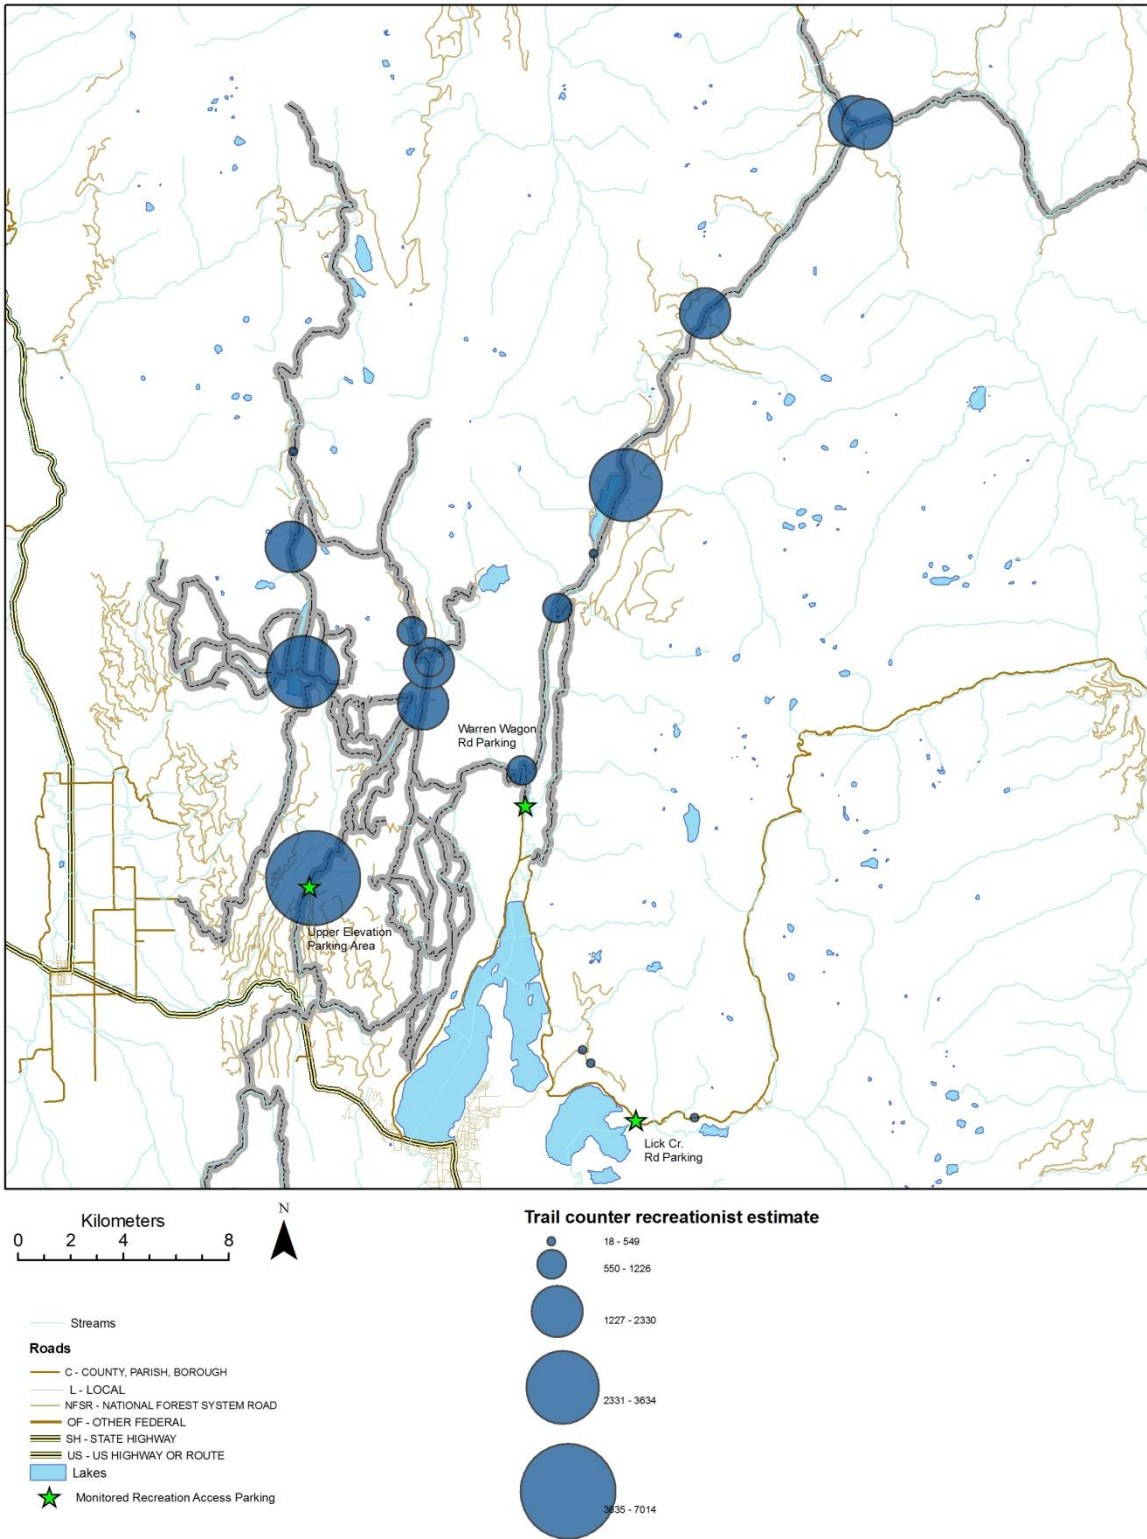 Warren Wagon
Rd Parking
Upper Elevation
Parking Area
Lick Cr.
Rd Parking
Kilometers
0 2 4 8
N
Streams
Roads
C - COUNTY, PARISH, BOROUGH
L - LOCAL
NFSR - NATIONAL FOREST SYSTEM ROAD
OF - OTHER FEDERAL
SH - STATE HIGHWAY
US - US HIGHWAY OR ROUTE
Lakes
Monitored Recreation Access Parking
Trail counter recreationist estimate
18 - 549
550 - 1226
1227 - 2330
2331 - 3634
3635 - 7014